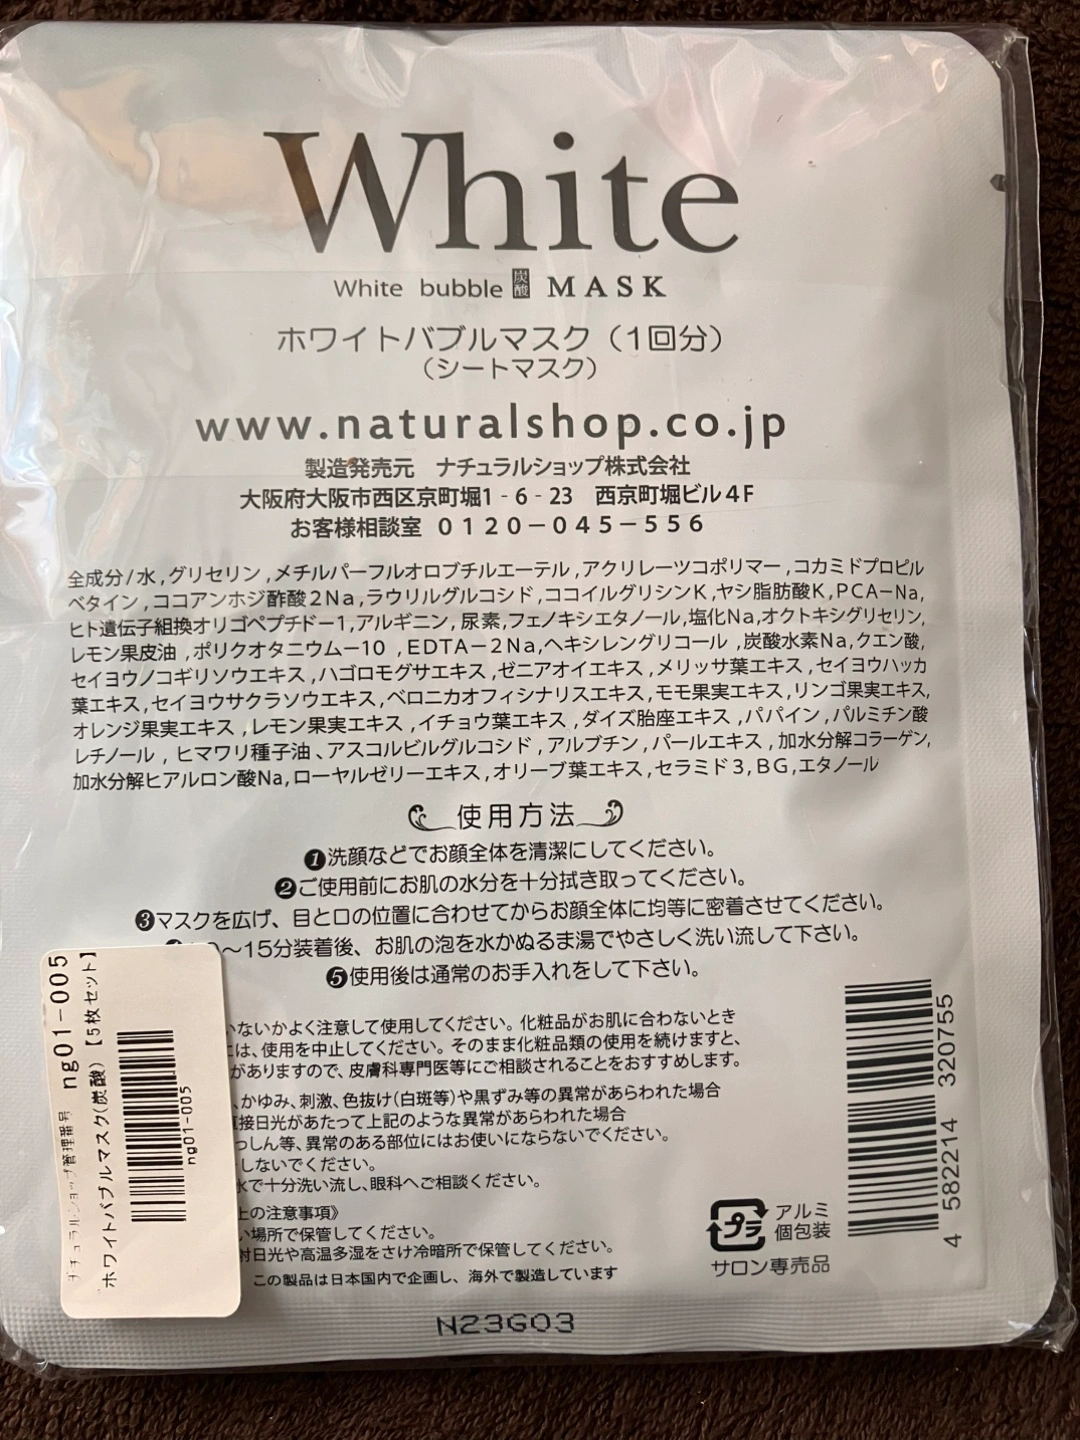 White
White bubble 炭酸 MASK
ホワイトバブルマスク（1回分）
（シートマスク）
www.naturalshop.co.jp
製造発売元　ナチュラルショップ株式会社
大阪府大阪市西区京町堀1‐6‐23　西京町堀ビル4F
お客様相談室 0120－045－556
全成分/水,グリセリン,メチルパーフルオロブチルエーテル,アクリレーツコポリマー,コカミドプロピル
ベタイン,ココアンホジ酢酸2Na,ラウリルグルコシド,ココイルグリシンK,ヤシ脂肪酸K,PCA－Na,
ヒト遺伝子組換オリゴペプチドー1,アルギニン,尿素,フェノキシエタノール,塩化Na,オクトキシグリセリン,
レモン果皮油,ポリクオタニウムー10,EDTA－2Na,ヘキシレングリコール,炭酸水素Na,クエン酸,
セイヨウノコギリソウエキス,ハゴロモグサエキス,ゼニアオイエキス,メリッサ葉エキス,セイヨウハッカ
葉エキス,セイヨウサクラソウエキス,ベロニカオフィシナリスエキス,モモ果実エキス,リンゴ果実エキス,
オレンジ果実エキス,レモン果実エキス,イチョウ葉エキス,ダイズ胎座エキス,パパイン,パルミチン酸
レチノール,ヒマワリ種子油、アスコルビルグルコシド,アルブチン,パールエキス,加水分解コラーゲン,
加水分解ヒアルロン酸Na,ローヤルゼリーエキス,オリーブ葉エキス,セラミド3,BG,エタノール
使用方法
❶洗顔などでお顔全体を清潔にしてください。
❷ご使用前にお肌の水分を十分拭き取ってください。
❸マスクを広げ、目と口の位置に合わせてからお顔全体に均等に密着させてください。
～15分装着後、お肌の泡を水かぬるま湯でやさしく洗い流して下さい。
❺使用後は通常のお手入れをして下さい。
いないかよく注意して使用してください。化粧品がお肌に合わないとき
は、使用を中止してください。そのまま化粧品類の使用を続けますと、
がありますので、皮膚科専門医等にご相談されることをおすすめします。
、かゆみ、刺激、色抜け（白斑等）や黒ずみ等の異常があらわれた場合
接日光があたって上記のような異常があらわれた場合
っしん等、異常のある部位にはお使いにならないでください。
しないでください。
水で十分洗い流し、眼科へご相談ください。
上の注意事項》
い場所で保管してください。
射日光や高温多湿をさけ冷暗所で保管してください。
この製品は日本国内で企画し、海外で製造しています
ナチュラルショップ管理番号 ng01-005
ホワイトバブルマスク(炭酸)【5枚セット】
ng01-005
プラ
アルミ
個包装
サロン専売品
4 582214 320755
N23G03